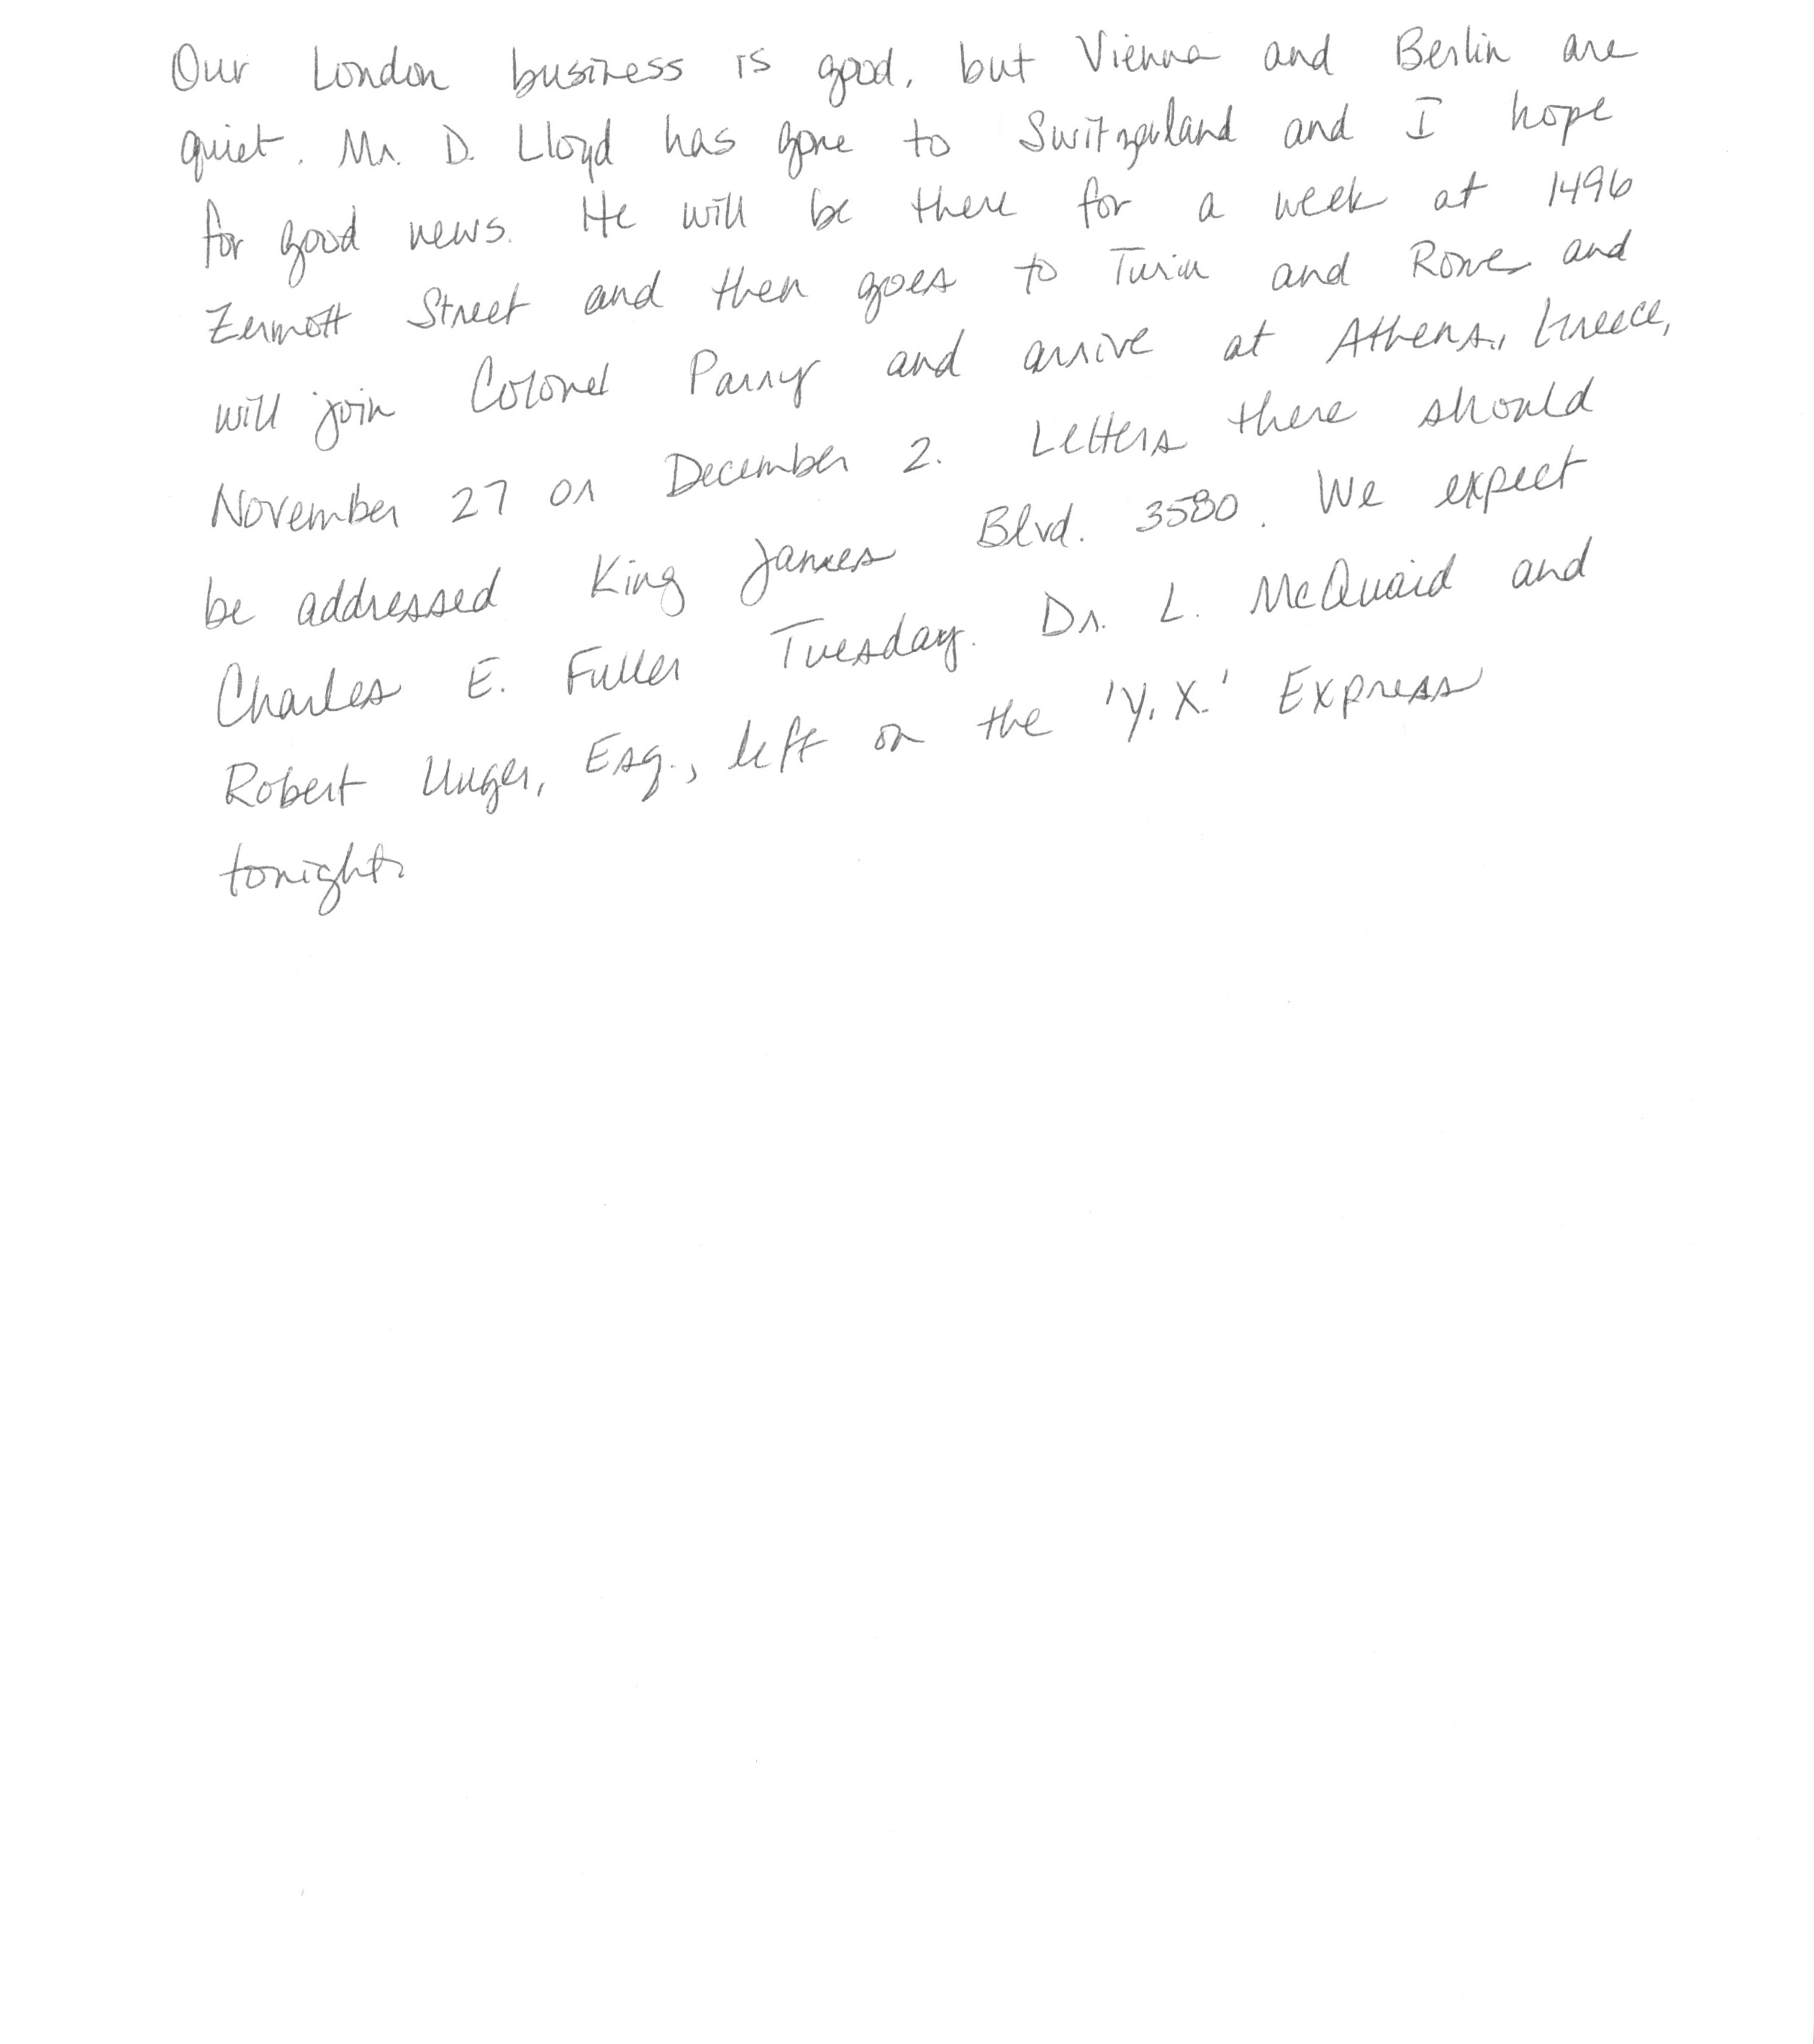 Our London business is good, but Vienna and Berlin are
quiet. Mr. D. Lloyd has gone to Switzerland and I hope
for good news. He will be there for a week at 1496
Zermott Street and then goes to Turin and Rome and
will join Colonel Parry and arrive at Athens, Greece,
November 27 or December 2. Letters there should
be addressed King James Blvd. 3580. We expect
Charles E. Fuller Tuesday. Dr. L. McQuaid and
Robert Unger, Esq., left on the 'Y.X.' Express
tonight.